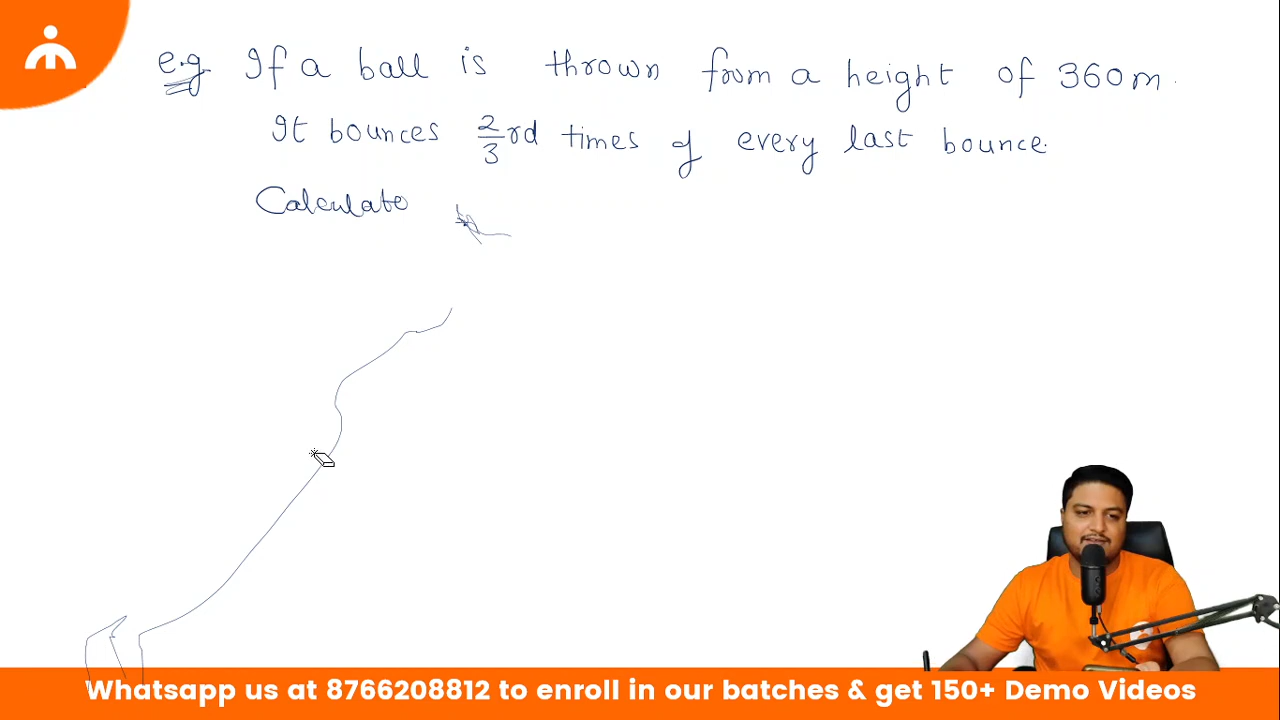 e.g If a ball is thrown from a height of 360m.
It bounces 2/3rd times of every last bounce.
Calculate
Whatsapp us at 8766208812 to enroll in our batches & get 150+ Demo Videos